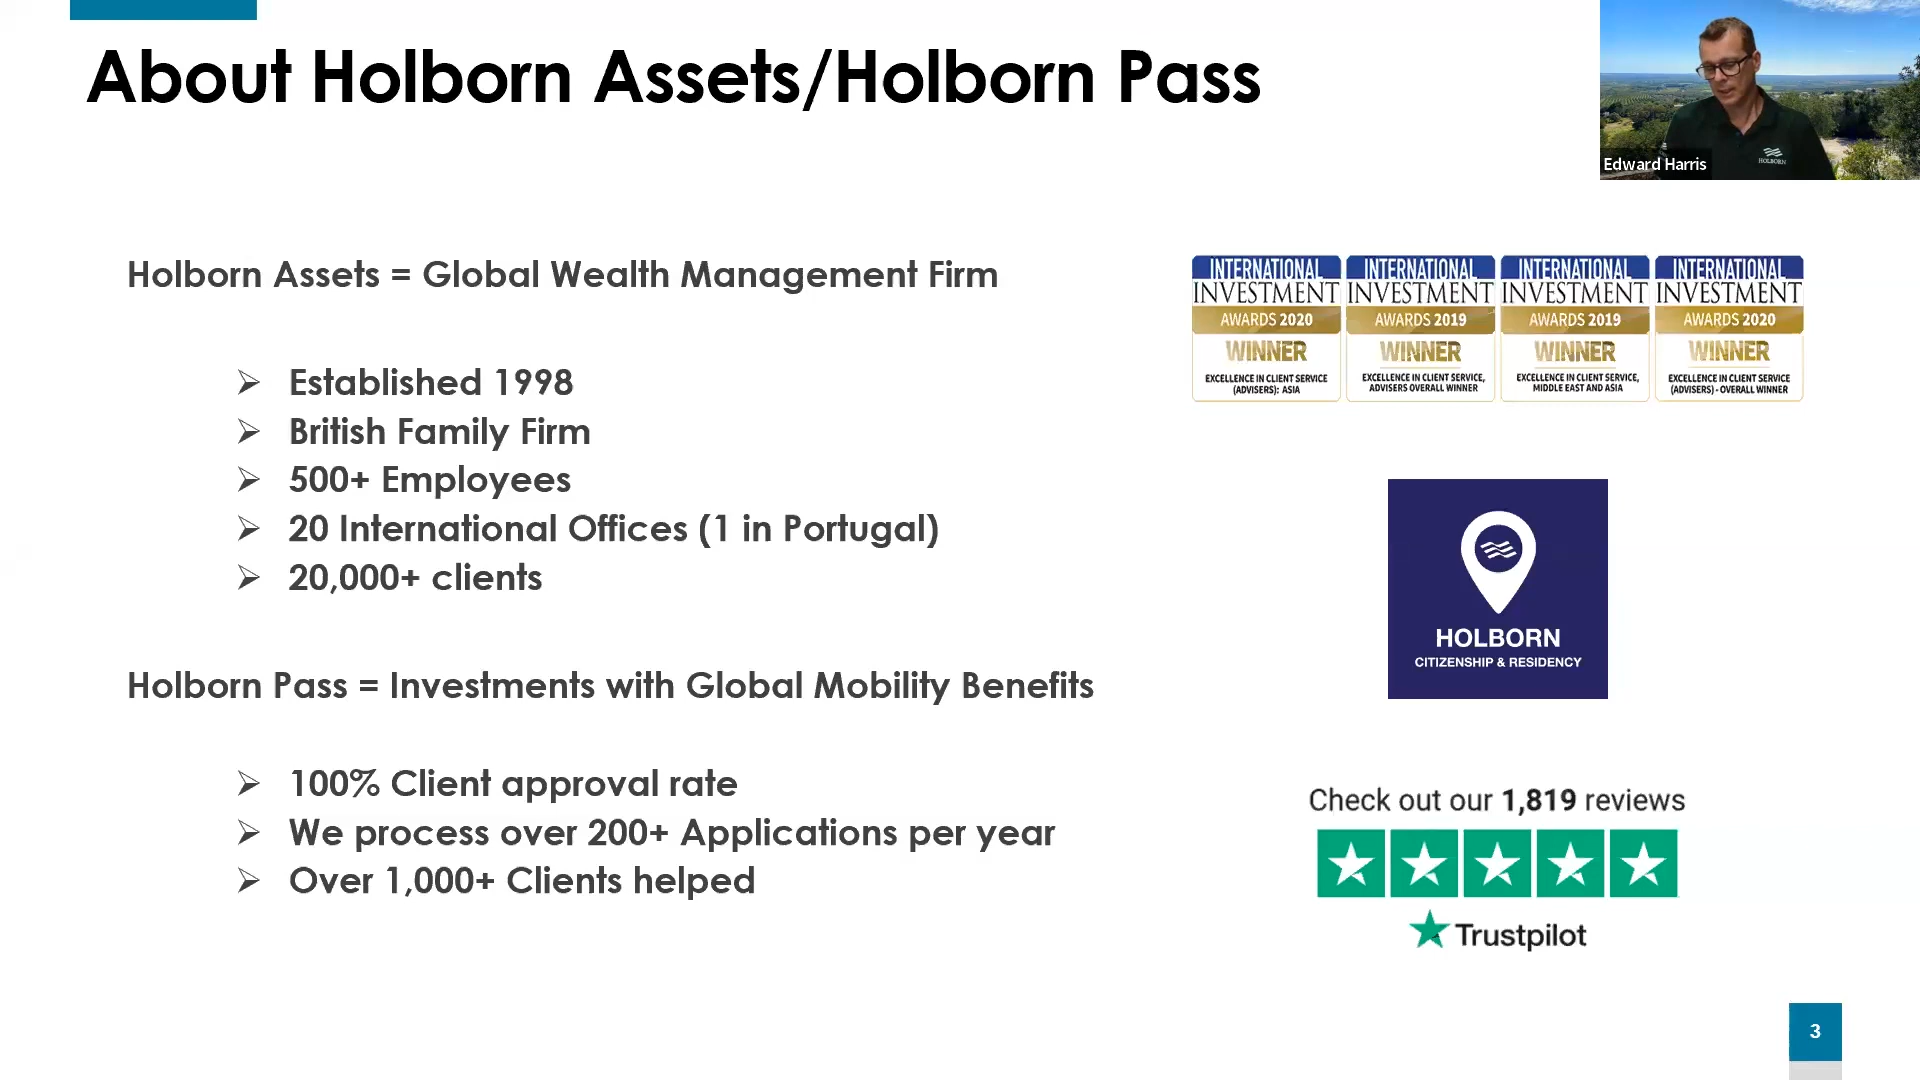 About Holborn Assets/Holborn Pass
HOLBORN
Edward Harris
Holborn Assets = Global Wealth Management Firm
➢ Established 1998
➢ British Family Firm
➢ 500+ Employees
➢ 20 International Offices (1 in Portugal)
➢ 20,000+ clients
Holborn Pass = Investments with Global Mobility Benefits
➢ 100% Client approval rate
➢ We process over 200+ Applications per year
➢ Over 1,000+ Clients helped
INTERNATIONAL
INVESTMENT
AWARDS 2020
WINNER
EXCELLENCE IN CLIENT SERVICE
(ADVISERS): ASIA
INTERNATIONAL
INVESTMENT
AWARDS 2019
WINNER
EXCELLENCE IN CLIENT SERVICE,
ADVISERS OVERALL WINNER
INTERNATIONAL
INVESTMENT
AWARDS 2019
WINNER
EXCELLENCE IN CLIENT SERVICE,
MIDDLE EAST AND ASIA
INTERNATIONAL
INVESTMENT
AWARDS 2020
WINNER
EXCELLENCE IN CLIENT SERVICE
(ADVISERS) - OVERALL WINNER
HOLBORN
CITIZENSHIP & RESIDENCY
Check out our 1,819 reviews
Trustpilot
3